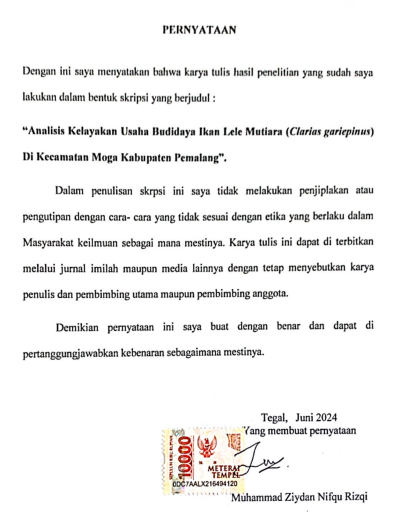 PERNYATAAN
Dengan ini saya menyatakan bahwa karya tulis hasil penelitian yang sudah saya
lakukan dalam bentuk skripsi yang berjudul :
“Analisis Kelayakan Usaha Budidaya Ikan Lele Mutiara (Clarias gariepinus)
Di Kecamatan Moga Kabupaten Pemalang”.
Dalam penulisan skrpsi ini saya tidak melakukan penjiplakan atau
pengutipan dengan cara- cara yang tidak sesuai dengan etika yang berlaku dalam
Masyarakat keilmuan sebagai mana mestinya. Karya tulis ini dapat di terbitkan
melalui jurnal imilah maupun media lainnya dengan tetap menyebutkan karya
penulis dan pembimbing utama maupun pembimbing anggota.
Demikian pernyataan ini saya buat dengan benar dan dapat di
pertanggungjawabkan kebenaran sebagaimana mestinya.
Tegal, Juni 2024
Yang membuat pernyataan
10000
METERAI
TEMPEL
0DC7AALX216494120
Muhammad Ziydan Nifqu Rizqi